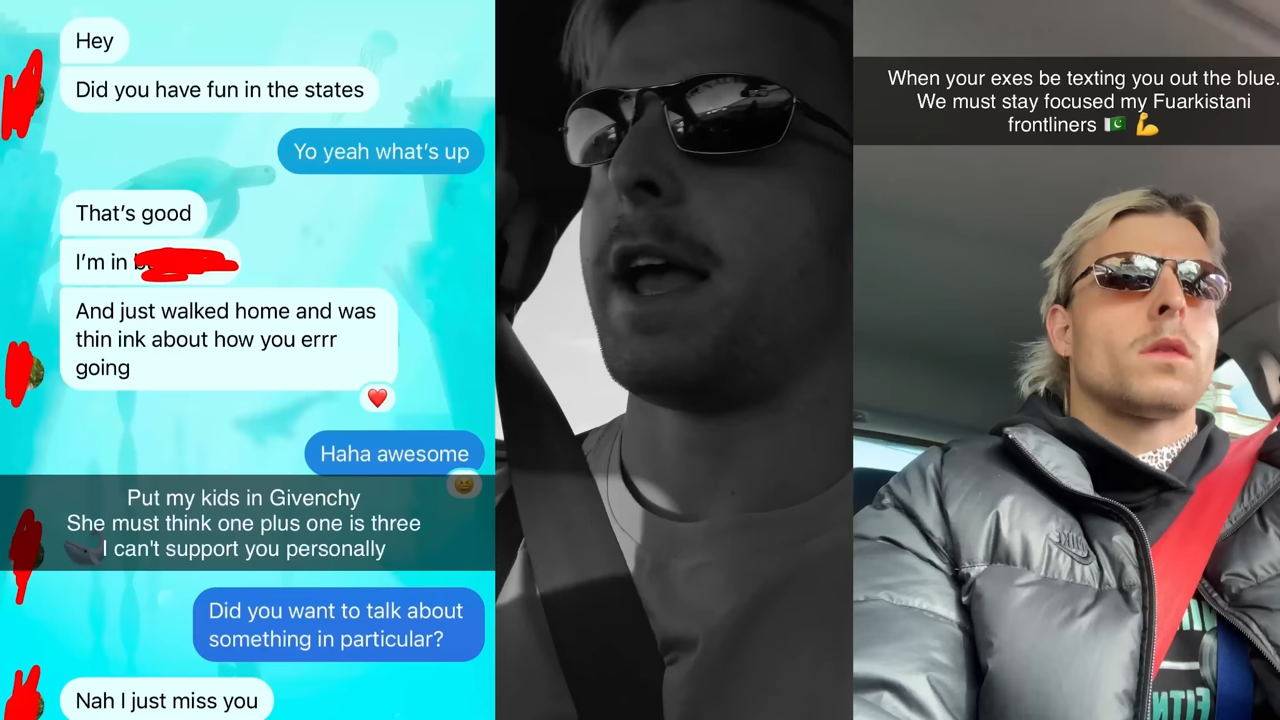 Hey
Did you have fun in the states
Yo yeah what's up
That's good
I'm in
And just walked home and was
thin ink about how you errr
going
Haha awesome
Put my kids in Givenchy
She must think one plus one is three
I can't support you personally
Did you want to talk about
something in particular?
Nah I just miss you
When your exes be texting you out the blue.
We must stay focused my Fuarkistani
frontliners 🇵🇰 💪
NIKE